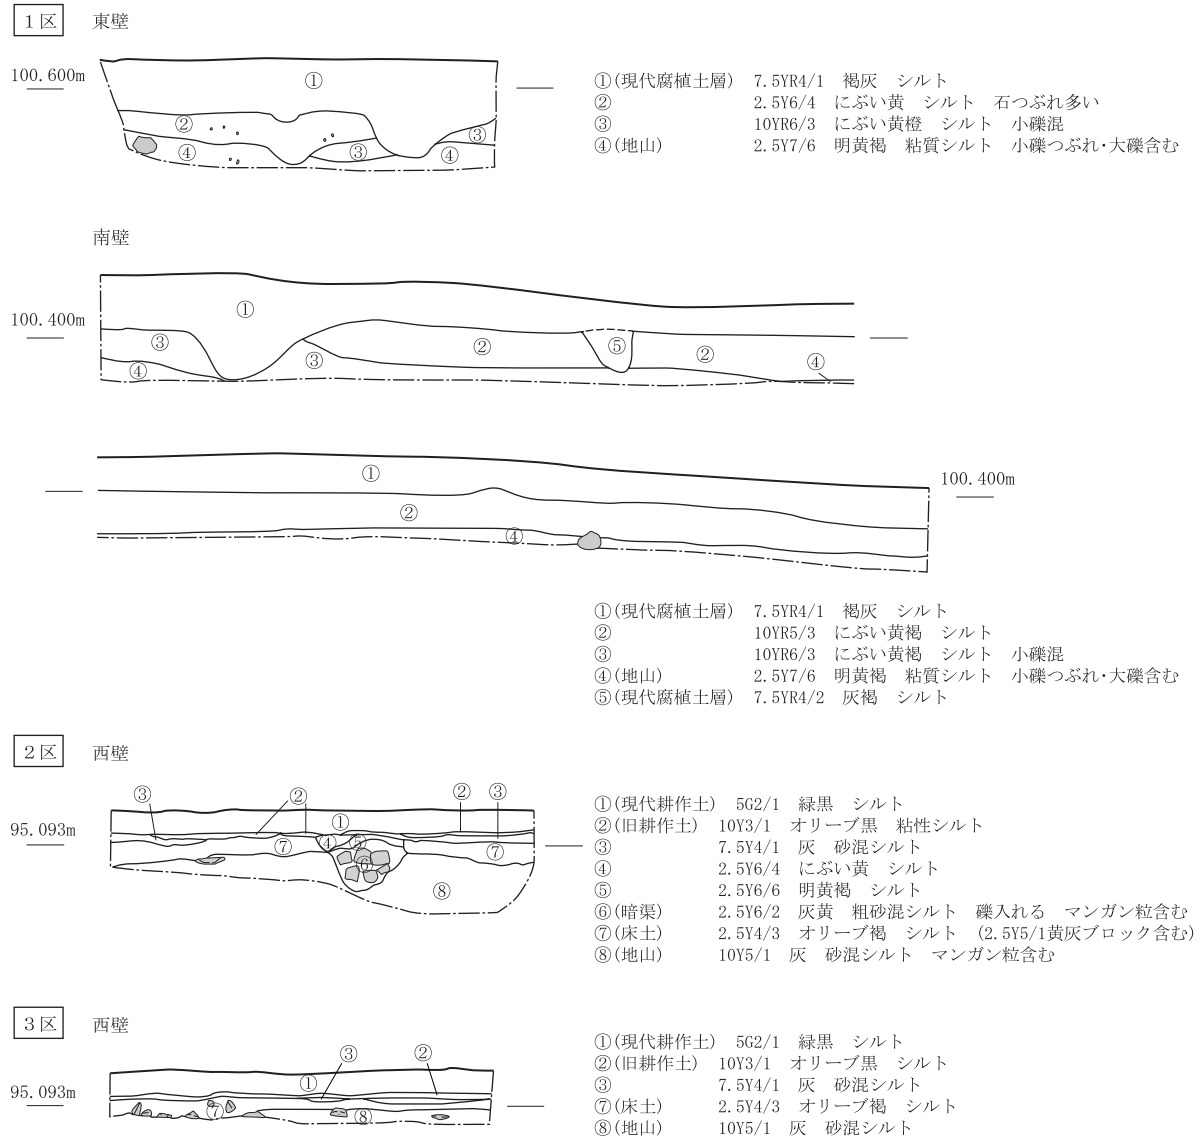 1区　東壁
100.600m
①
②
③
④
③
④
①(現代腐植土層)　7.5YR4/1　褐灰　シルト
②　2.5Y6/4　にぶい黄　シルト　石つぶれ多い
③　10YR6/3　にぶい黄橙　シルト　小礫混
④(地山)　2.5Y7/6　明黄褐　粘質シルト　小礫つぶれ・大礫含む
南壁
100.400m
①
③
④
③
②
⑤
②
④
①
②
④
100.400m
①(現代腐植土層)　7.5YR4/1　褐灰　シルト
②　10YR5/3　にぶい黄褐　シルト
③　10YR6/3　にぶい黄褐　シルト　小礫混
④(地山)　2.5Y7/6　明黄褐　粘質シルト　小礫つぶれ・大礫含む
⑤(現代腐植土層)　7.5YR4/2　灰褐　シルト
2区　西壁
95.093m
③
②
②
③
①
⑦
④
⑤
⑥
⑦
⑧
①(現代耕作土)　5G2/1　緑黒　シルト
②(旧耕作土)　10Y3/1　オリーブ黒　粘性シルト
③　7.5Y4/1　灰　砂混シルト
④　2.5Y6/4　にぶい黄　シルト
⑤　2.5Y6/6　明黄褐　シルト
⑥(暗渠)　2.5Y6/2　灰黄　粗砂混シルト　礫入れる　マンガン粒含む
⑦(床土)　2.5Y4/3　オリーブ褐　シルト　(2.5Y5/1黄灰ブロック含む)
⑧(地山)　10Y5/1　灰　砂混シルト　マンガン粒含む
3区　西壁
95.093m
③
②
①
⑦
⑧
①(現代耕作土)　5G2/1　緑黒　シルト
②(旧耕作土)　10Y3/1　オリーブ黒　シルト
③　7.5Y4/1　灰　砂混シルト
⑦(床土)　2.5Y4/3　オリーブ褐　シルト
⑧(地山)　10Y5/1　灰　砂混シルト